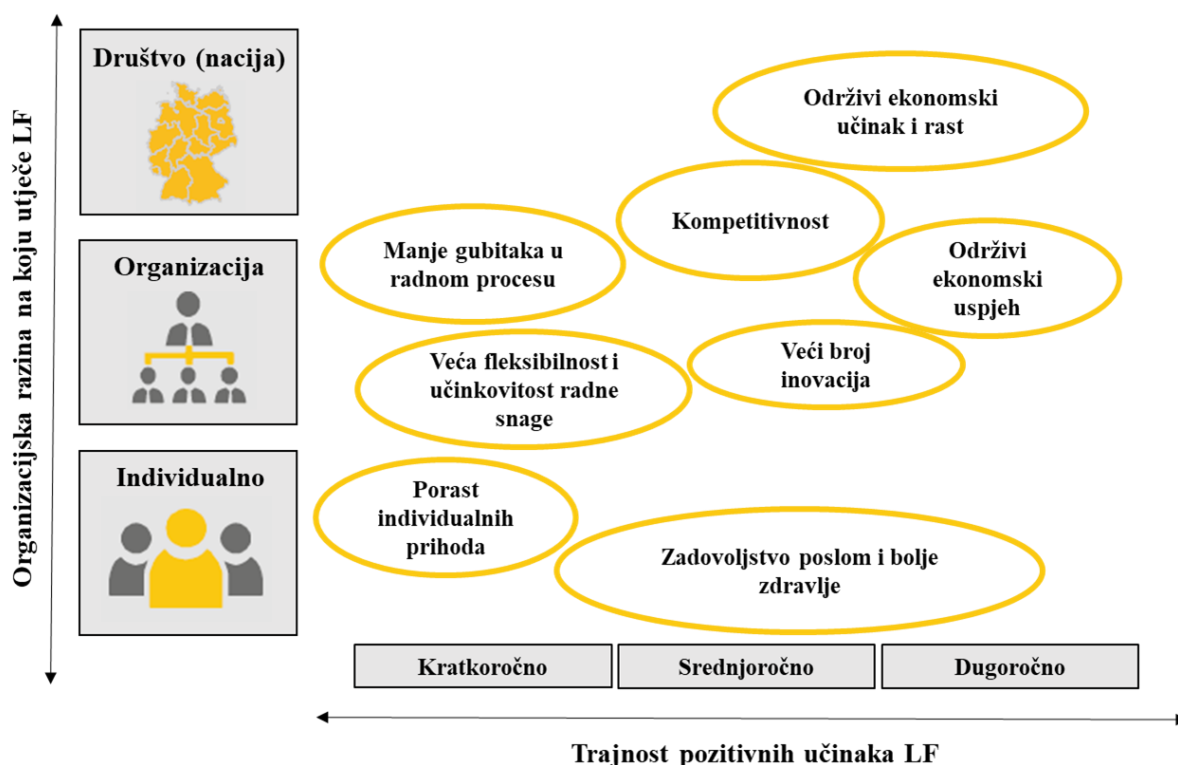 Organizacijska razina na koju utječe LF
Društvo (nacija)
Organizacija
Individualno
Održivi ekonomski
učinak i rast
Kompetitivnost
Manje gubitaka u
radnom procesu
Održivi
ekonomski
uspjeh
Veća fleksibilnost i
učinkovitost radne
snage
Veći broj
inovacija
Porast
individualnih
prihoda
Zadovoljstvo poslom i bolje
zdravlje
Kratkoročno
Srednjoročno
Dugoročno
Trajnost pozitivnih učinaka LF